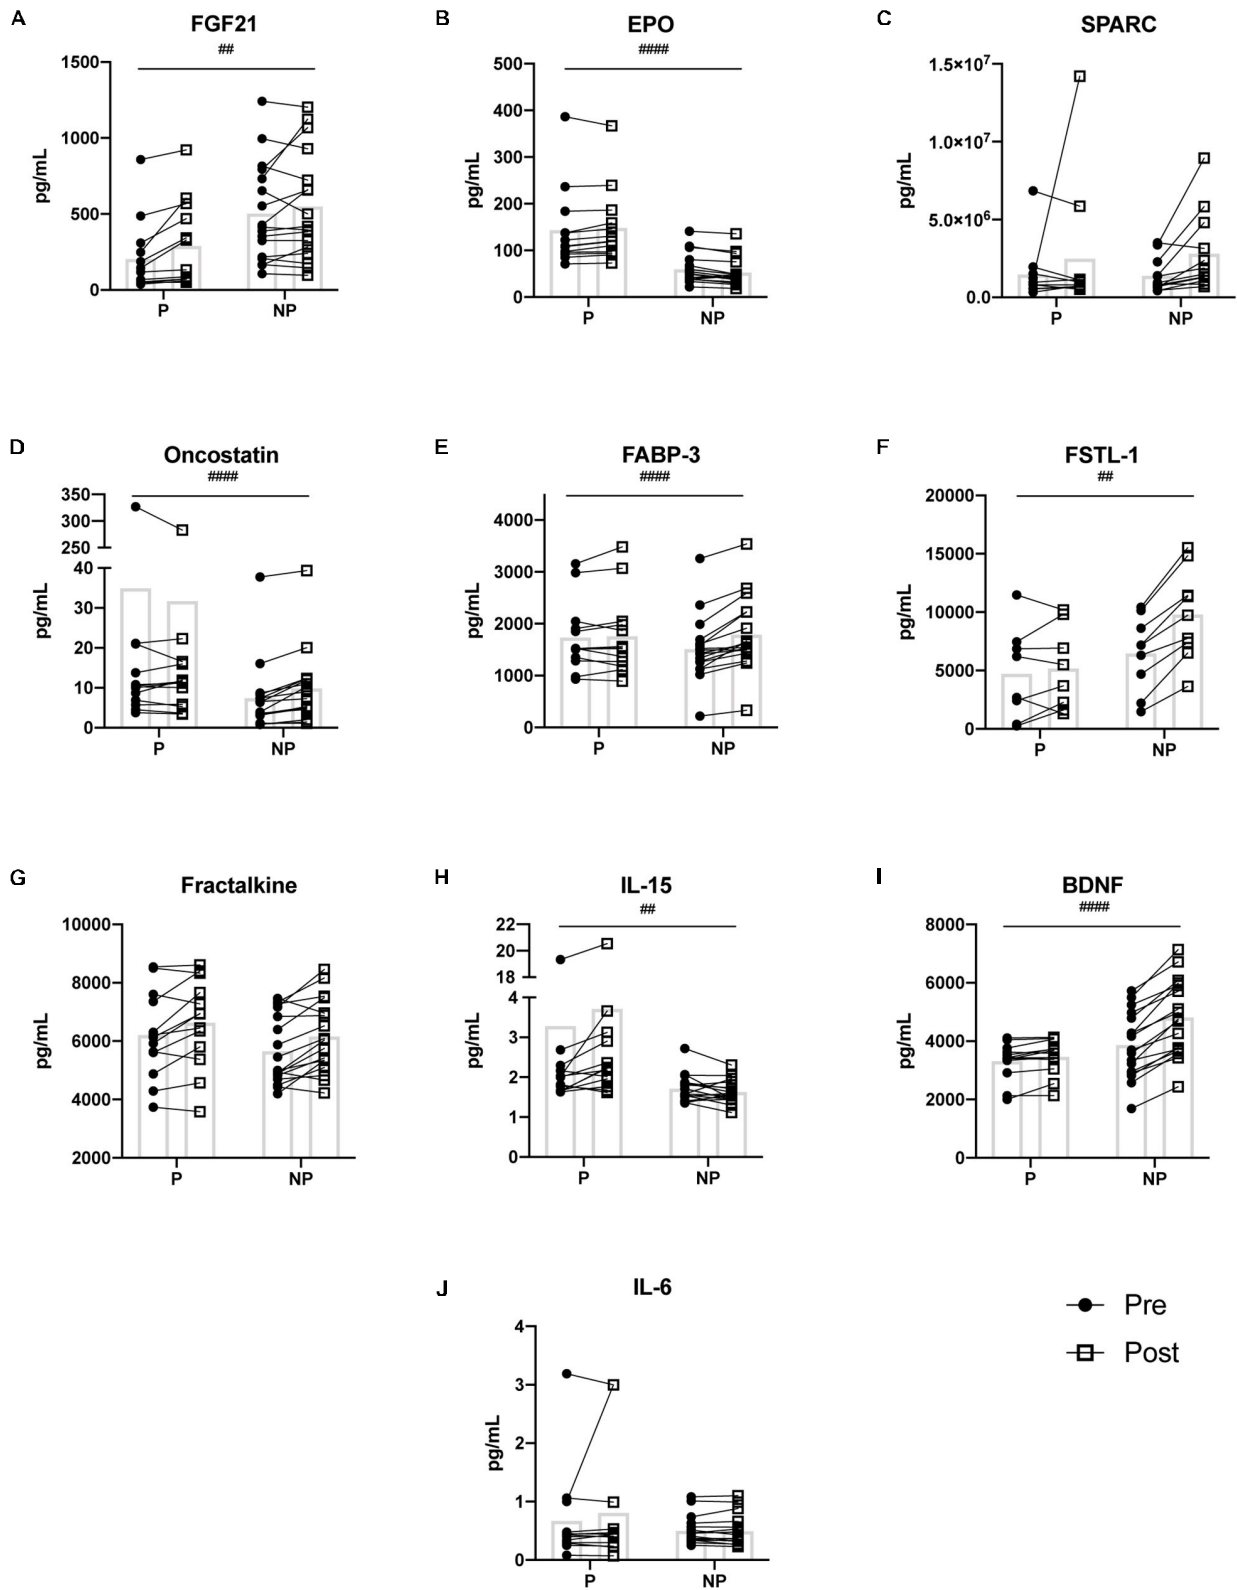 A
FGF21
##
1500
1000
500
0
pg/mL
P
NP
B
EPO
####
500
400
300
200
100
0
pg/mL
P
NP
C
SPARC
1.5×10⁷
1.0×10⁷
5.0×10⁶
0.0
pg/mL
P
NP
D
Oncostatin
####
350
300
250
40
30
20
10
0
pg/mL
P
NP
E
FABP-3
####
4000
3000
2000
1000
0
pg/mL
P
NP
F
FSTL-1
##
20000
15000
10000
5000
0
pg/mL
P
NP
G
Fractalkine
10000
8000
6000
4000
2000
pg/mL
P
NP
H
IL-15
##
22
20
18
4
3
2
1
0
pg/mL
P
NP
I
BDNF
####
8000
6000
4000
2000
0
pg/mL
P
NP
J
IL-6
4
3
2
1
0
pg/mL
P
NP
Pre
Post